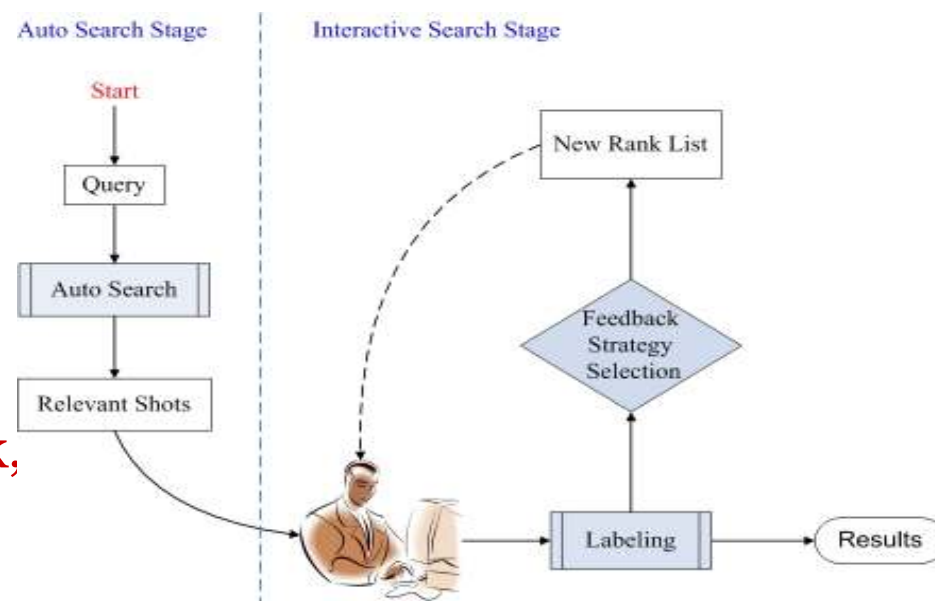 Auto Search Stage
Interactive Search Stage
Start
Query
Auto Search
Relevant Shots
New Rank List
Feedback
Strategy
Selection
Labeling
Results